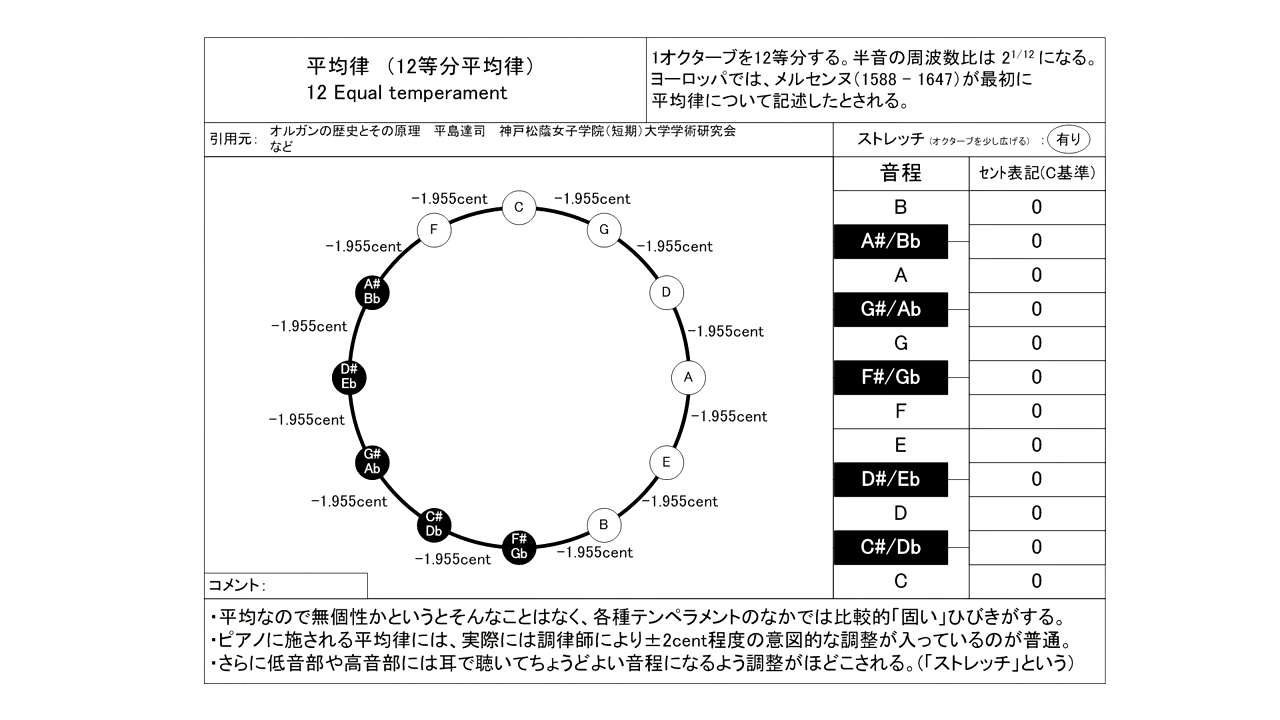 平均律 （12等分平均律）
12 Equal temperament
1オクターブを12等分する。半音の周波数比は 2^1/12 になる。
ヨーロッパでは、メルセンヌ（1588 - 1647）が最初に
平均律について記述したとされる。
引用元： オルガンの歴史とその原理　平島達司　神戸松蔭女子学院（短期）大学学術研究会
など
ストレッチ （オクターブを少し広げる） ： 有り
音程 セント表記（C基準）
B 0
A#/Bb 0
A 0
G#/Ab 0
G 0
F#/Gb 0
F 0
E 0
D#/Eb 0
D 0
C#/Db 0
C 0
C
-1.955cent
G
-1.955cent
D
-1.955cent
A
-1.955cent
E
-1.955cent
B
-1.955cent
F#
Gb
-1.955cent
C#
Db
-1.955cent
G#
Ab
-1.955cent
D#
Eb
-1.955cent
A#
Bb
-1.955cent
F
-1.955cent
コメント：
・平均なので無個性かというとそんなことはなく、各種テンペラメントのなかでは比較的「固い」ひびきがする。
・ピアノに施される平均律には、実際には調律師により±2cent程度の意図的な調整が入っているのが普通。
・さらに低音部や高音部には耳で聴いてちょうどよい音程になるよう調整がほどこされる。（「ストレッチ」という）